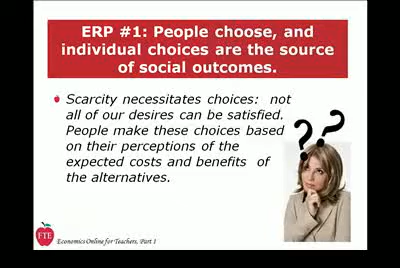 ERP #1: People choose, and
individual choices are the source
of social outcomes.
Scarcity necessitates choices:  not
all of our desires can be satisfied.
People make these choices based
on their perceptions of the
expected costs and benefits  of
the alternatives.
? ?
FTE
Economics Online for Teachers, Part 1